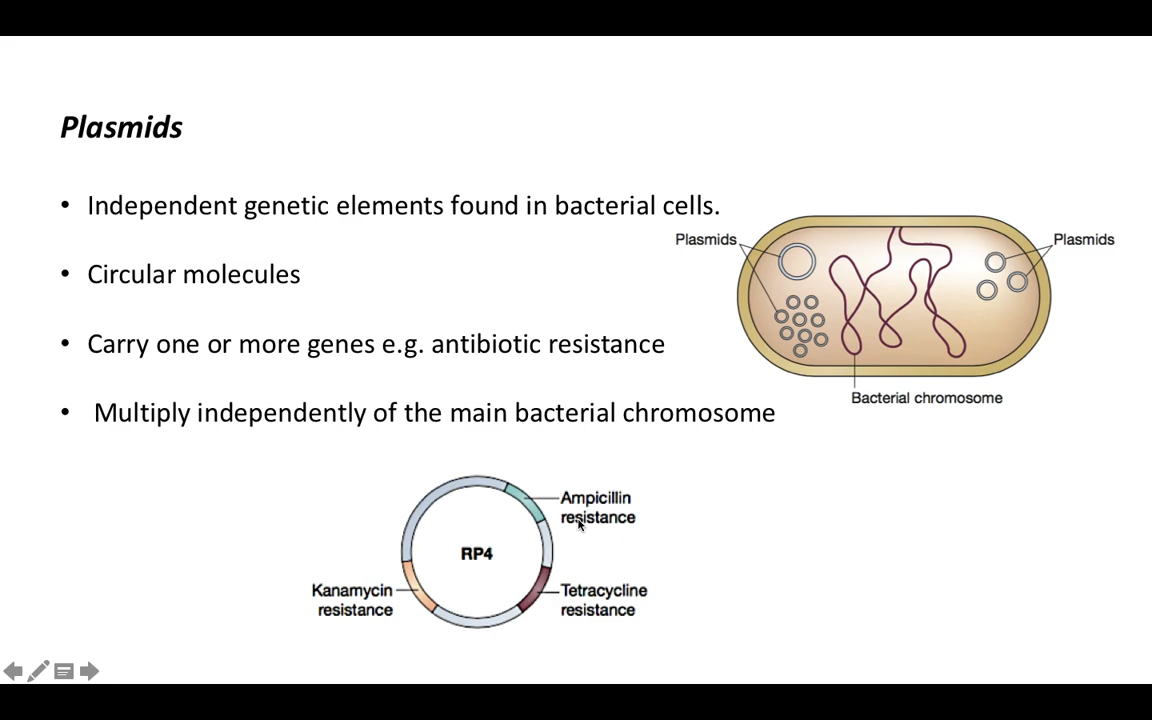 Plasmids
• Independent genetic elements found in bacterial cells.
• Circular molecules
• Carry one or more genes e.g. antibiotic resistance
• Multiply independently of the main bacterial chromosome
Plasmids
Plasmids
Bacterial chromosome
Ampicillin
resistance
RP4
Kanamycin
resistance
Tetracycline
resistance